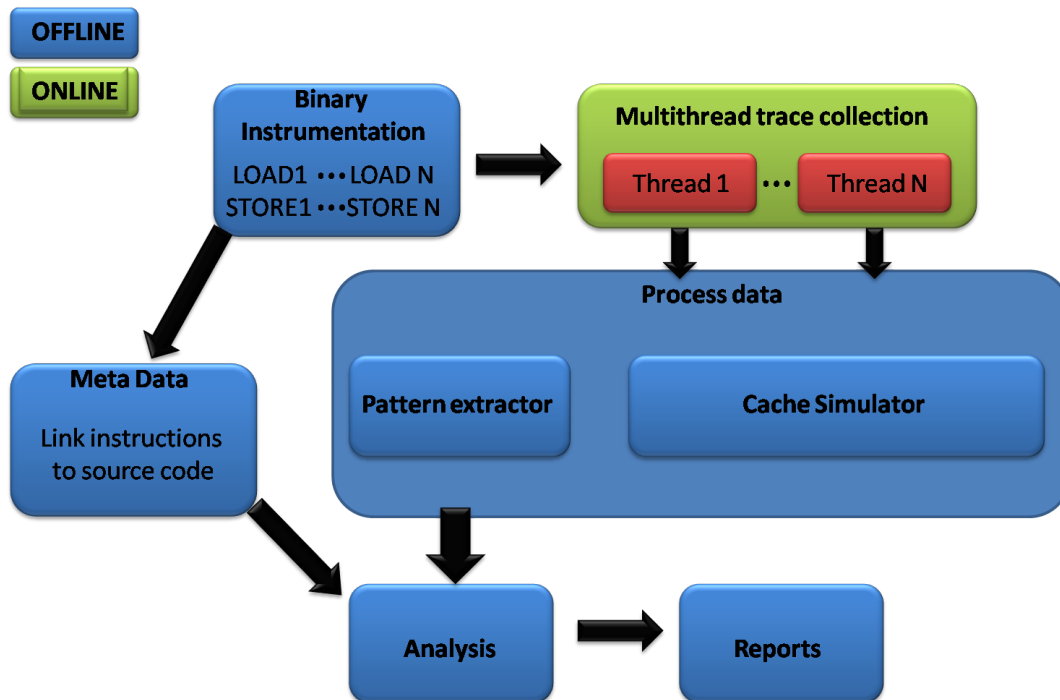 OFFLINE
ONLINE
Binary
Instrumentation
LOAD1 ···LOAD N
STORE1 ···STORE N
Multithread trace collection
Thread 1 ··· Thread N
Process data
Pattern extractor
Cache Simulator
Meta Data
Link instructions
to source code
Analysis
Reports